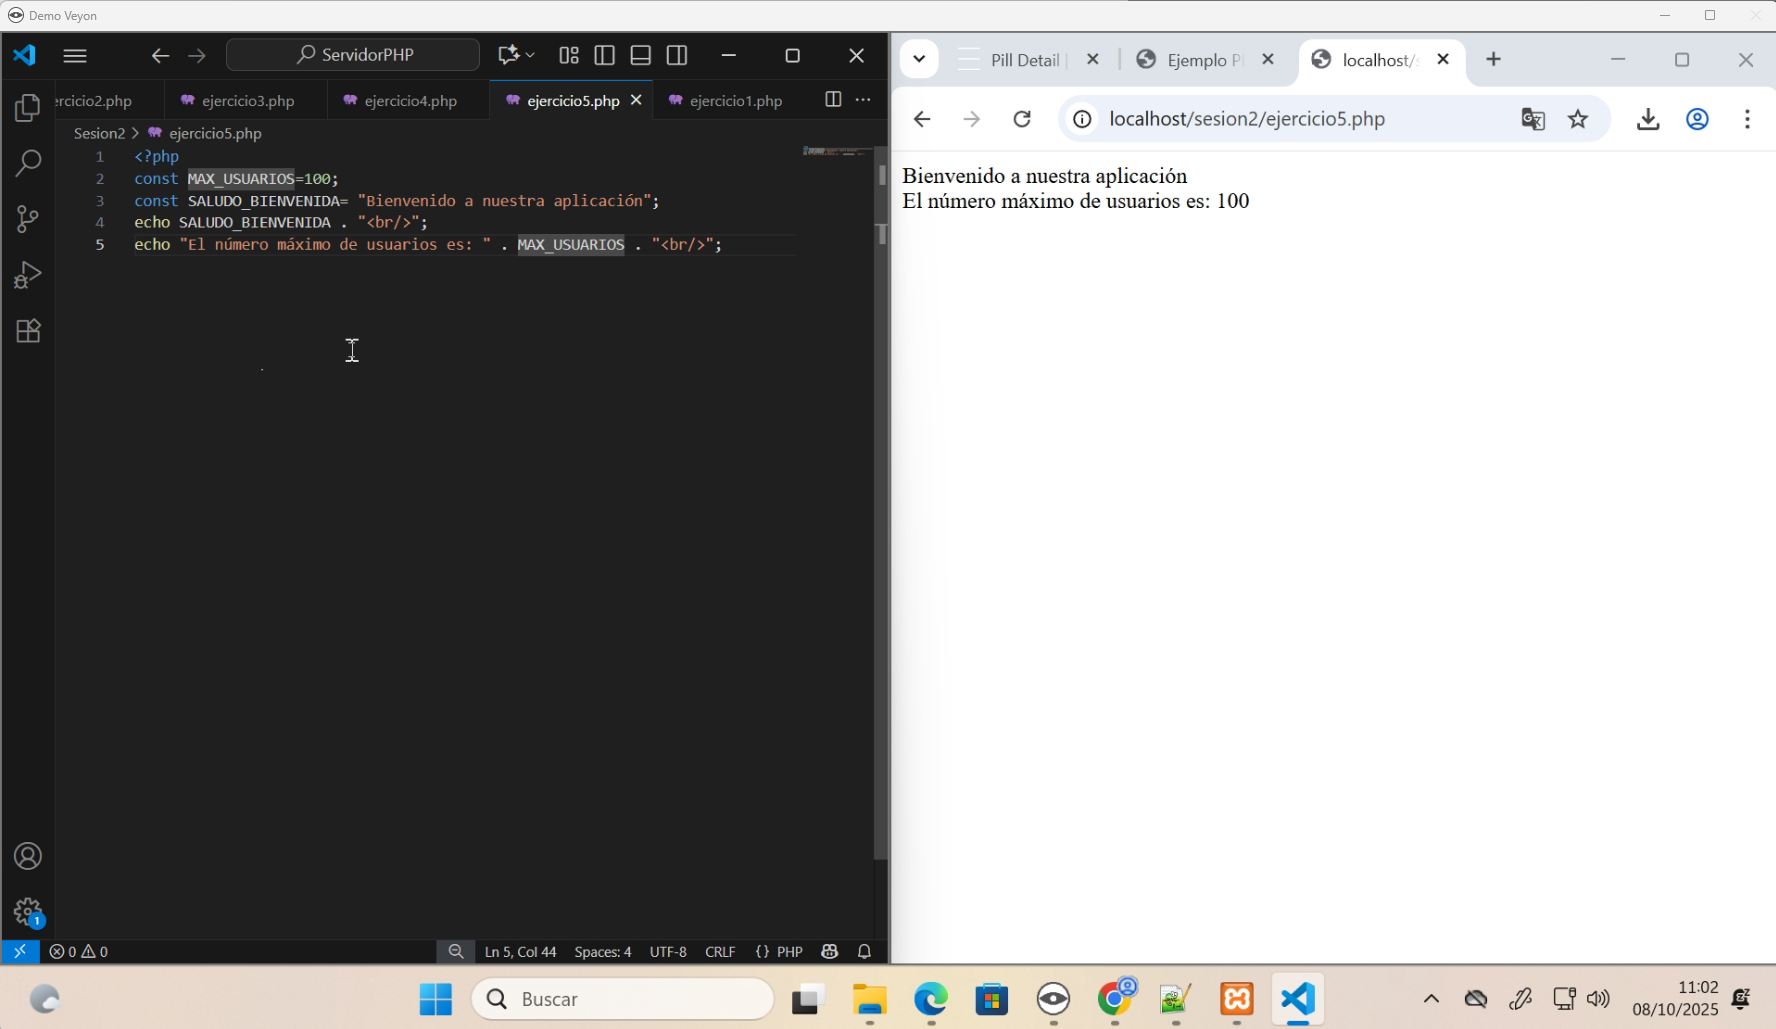 Demo Veyon
ServidorPHP
ercicio2.php
ejercicio3.php
ejercicio4.php
ejercicio5.php
ejercicio1.php
Sesion2 > ejercicio5.php
1 <?php
2 const MAX_USUARIOS=100;
3 const SALUDO_BIENVENIDA= "Bienvenido a nuestra aplicación";
4 echo SALUDO_BIENVENIDA . "<br/>";
5 echo "El número máximo de usuarios es: " . MAX_USUARIOS . "<br/>";
1
0 0
Ln 5, Col 44
Spaces: 4
UTF-8
CRLF
{} PHP
Pill Detail
Ejemplo P
localhost/s
localhost/sesion2/ejercicio5.php
Bienvenido a nuestra aplicación
El número máximo de usuarios es: 100
Buscar
11:02
08/10/2025